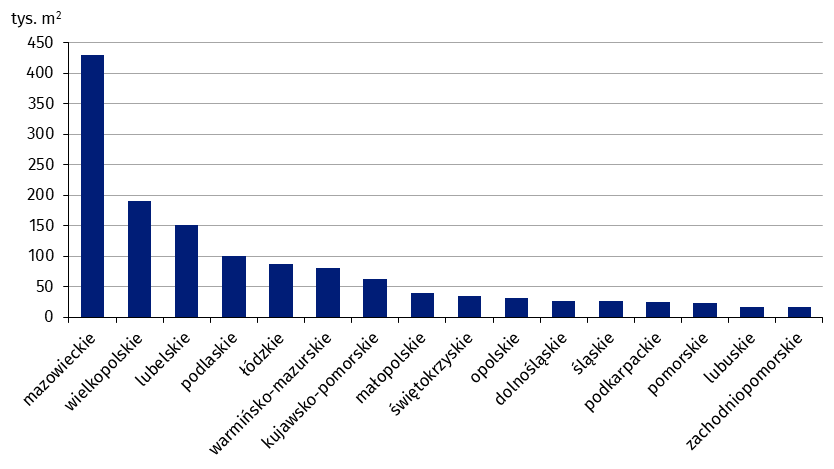 tys. m²
450
400
350
300
250
200
150
100
50
0
mazowieckie
wielkopolskie
lubelskie
podlaskie
łódzkie
warmińsko-mazurskie
kujawsko-pomorskie
małopolskie
świętokrzyskie
opolskie
dolnośląskie
śląskie
podkarpackie
pomorskie
lubuskie
zachodniopomorskie